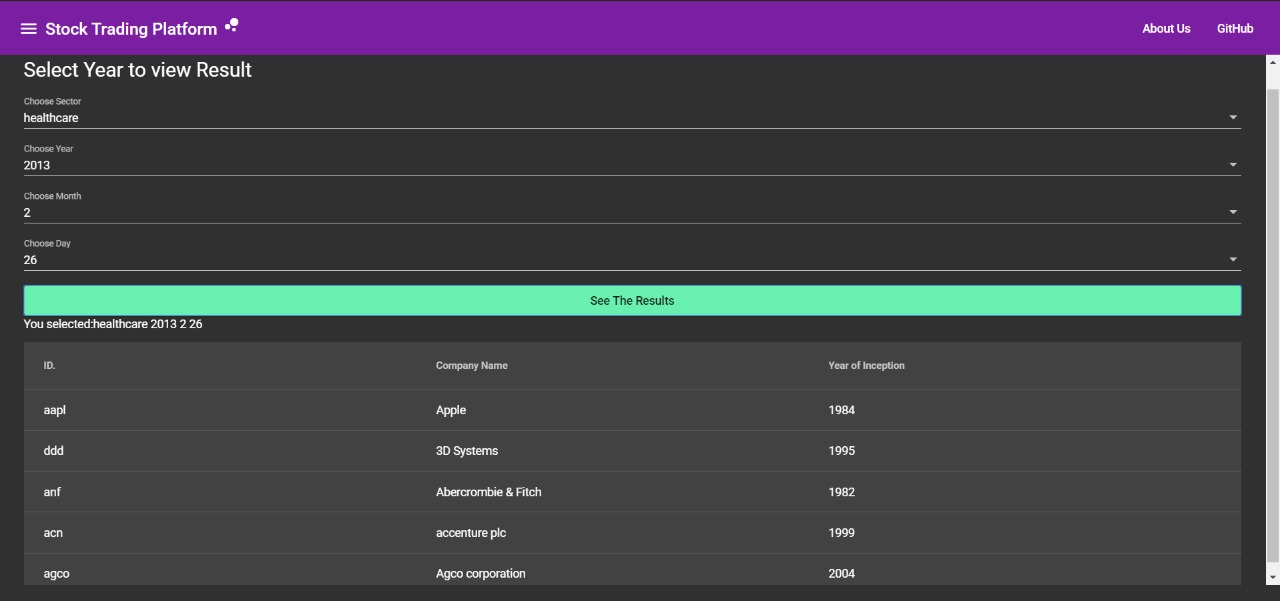 Stock Trading Platform
About Us GitHub
Select Year to view Result
Choose Sector
healthcare
Choose Year
2013
Choose Month
2
Choose Day
26
See The Results
You selected:healthcare 2013 2 26
ID. Company Name Year of Inception
aapl Apple 1984
ddd 3D Systems 1995
anf Abercrombie & Fitch 1982
acn accenture plc 1999
agco Agco corporation 2004